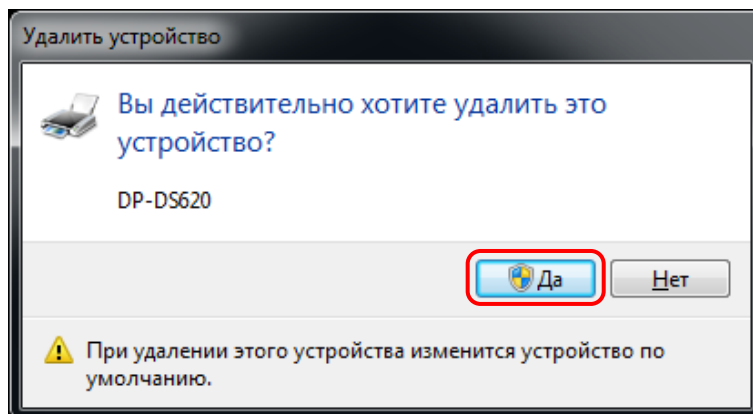 Удалить устройство
Вы действительно хотите удалить это
устройство?
DP-DS620
Да
Нет
При удалении этого устройства изменится устройство по
умолчанию.